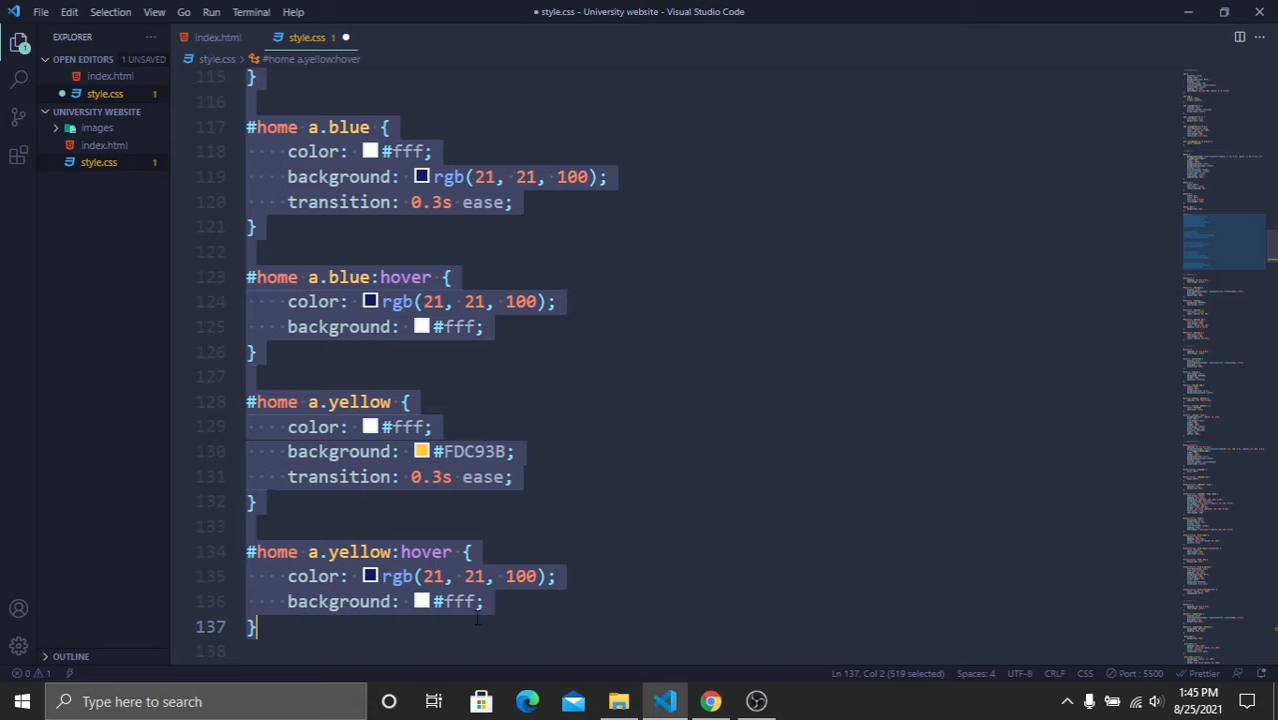 File Edit Selection View Go Run Terminal Help
style.css - University website - Visual Studio Code
EXPLORER
index.html
style.css 1
OPEN EDITORS 1 UNSAVED
style.css > #home a.yellow:hover
index.html
style.css 1
UNIVERSITY WEBSITE
images
index.html
style.css 1
115 }
116
117 #home a.blue {
118 color: #fff;
119 background: rgb(21, 21, 100);
120 transition: 0.3s ease;
121 }
122
123 #home a.blue:hover {
124 color: rgb(21, 21, 100);
125 background: #fff;
126 }
127
128 #home a.yellow {
129 color: #fff;
130 background: #FDC93B;
131 transition: 0.3s ease;
132 }
133
134 #home a.yellow:hover {
135 color: rgb(21, 21, 100);
136 background: #fff;
137 }
138
OUTLINE
0 1
Ln 137, Col 2 (519 selected) Spaces: 4 UTF-8 CRLF CSS Port : 5500 Prettier
Type here to search
1:45 PM
8/25/2021